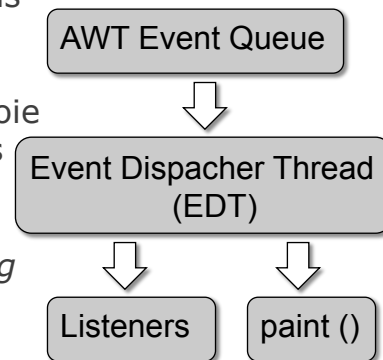 AWT Event Queue
Event Dispacher Thread
(EDT)
Listeners
paint ()